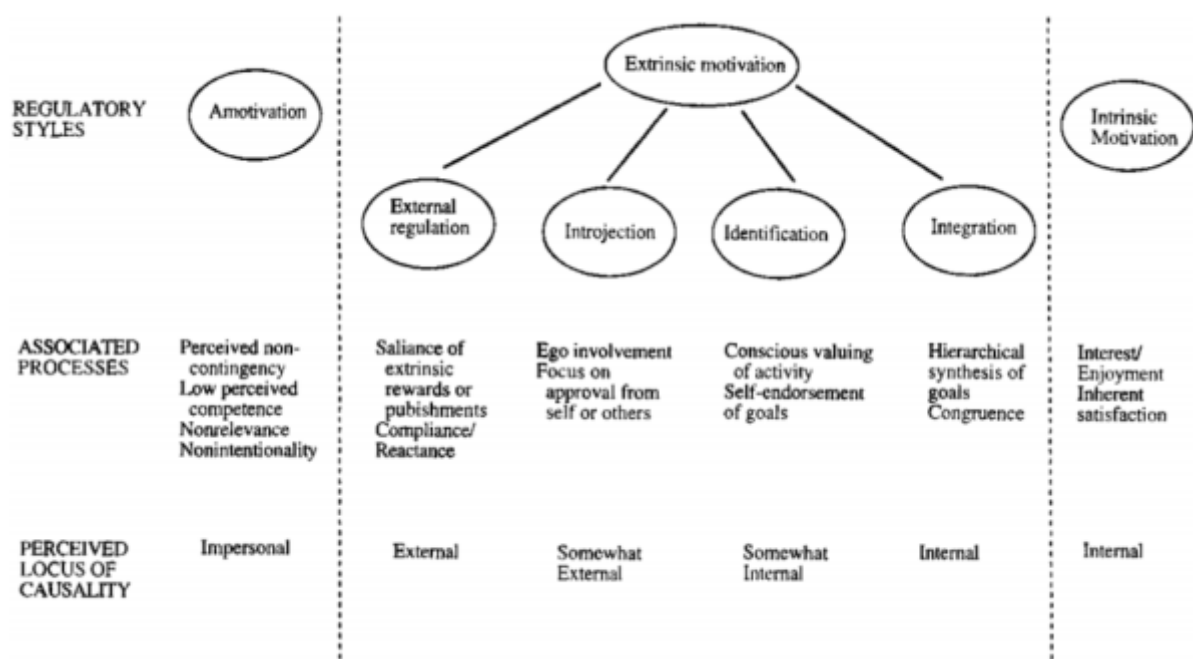 Extrinsic motivation
REGULATORY
STYLES
Amotivation
Intrinsic
Motivation
External
regulation
Introjection
Identification
Integration
ASSOCIATED
PROCESSES
Perceived non-
contingency
Low perceived
competence
Nonrelevance
Nonintentionality
Saliance of
extrinsic
rewards or
pubishments
Compliance/
Reactance
Ego involvement
Focus on
approval from
self or others
Conscious valuing
of activity
Self-endorsement
of goals
Hierarchical
synthesis of
goals
Congruence
Interest/
Enjoyment
Inherent
satisfaction
PERCEIVED
LOCUS OF
CAUSALITY
Impersonal
External
Somewhat
External
Somewhat
Internal
Internal
Internal